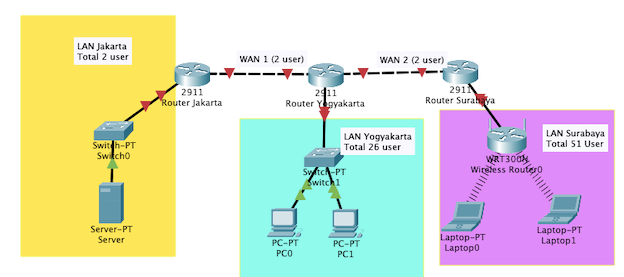 LAN Jakarta
Total 2 user
2911
Router Jakarta
WAN 1 (2 user)
2911
Router Yogyakarta
WAN 2 (2 user)
2911
Router Surabaya
Switch-PT
Switch0
Server-PT
Server
LAN Yogyakarta
Total 26 user
Switch-PT
Switch1
PC-PT
PC0
PC-PT
PC1
LAN Surabaya
Total 51 User
WRT300N
Wireless Router0
Laptop-PT
Laptop0
Laptop-PT
Laptop1